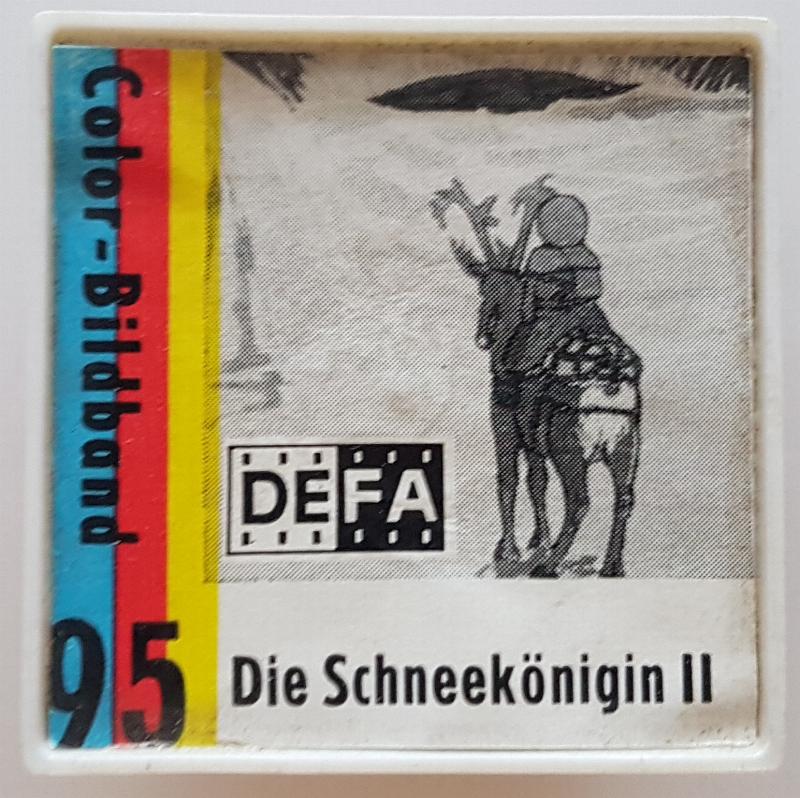 Color-Bildband
DEFA
95
Die Schneekönigin II